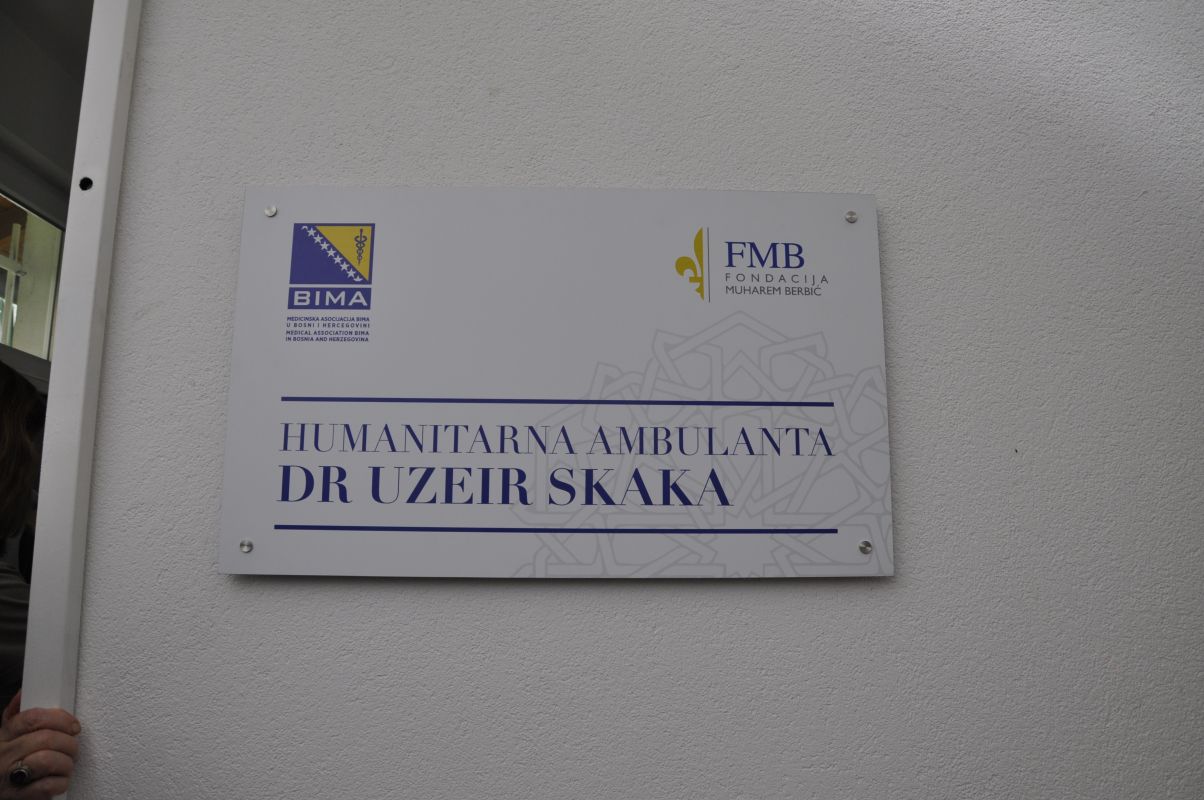 BIMA
MEDICINSKA ASOCIJACIJA BIMA
U BOSNI I HERCEGOVINI
MEDICAL ASSOCIATION BIMA
IN BOSNIA AND HERZEGOVINA
FMB
FONDACIJA
MUHAREM BERBIĆ
HUMANITARNA AMBULANTA
DR UZEIR SKAKA